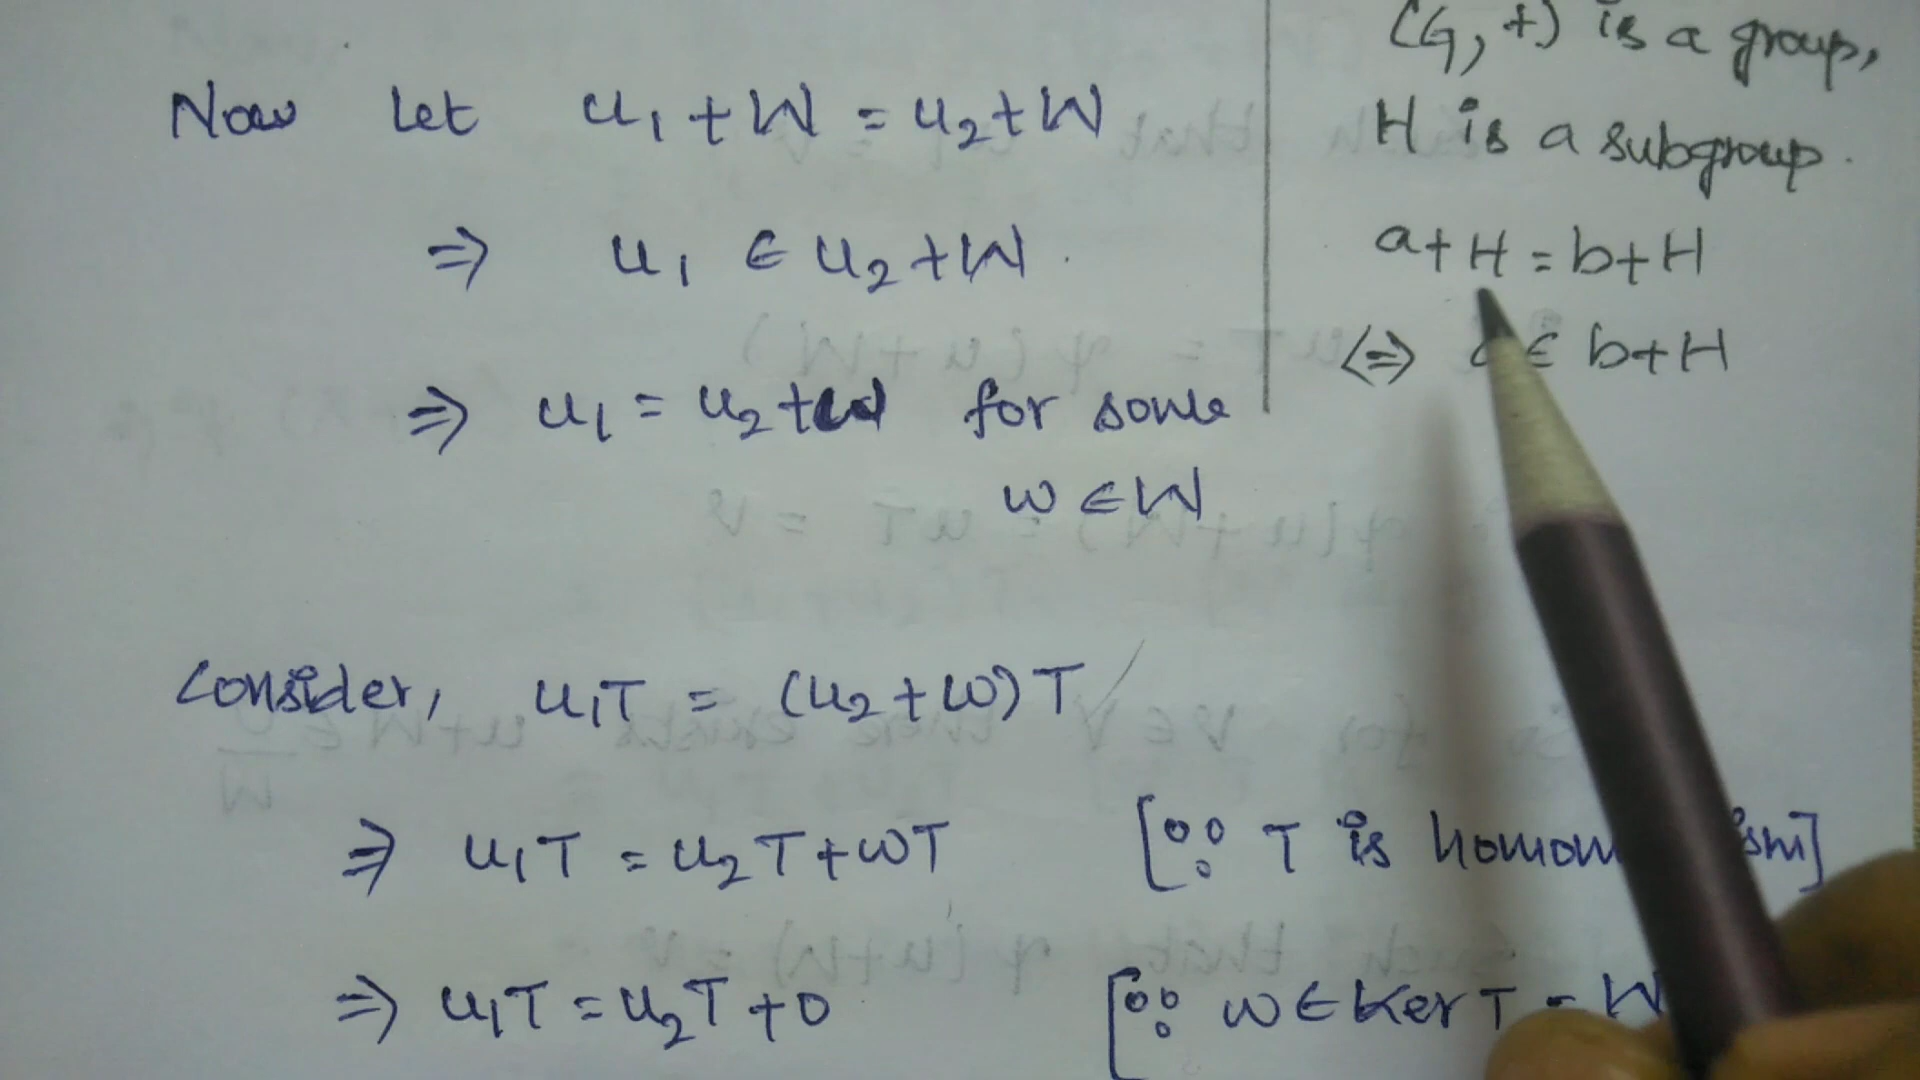 Now let u₁+W = u₂+W
⇒ u₁ ∈ u₂+W.
⇒ u₁ = u₂+w for some
w ∈ W
Consider, u₁T = (u₂+w)T
⇒ u₁T = u₂T+wT [∵ T is
⇒ u₁T = u₂T+0 [∵ w ∈ Ker T = W
(G, +) is a group,
H is a subgroup.
a+H = b+H
⇔ ∈ b+H